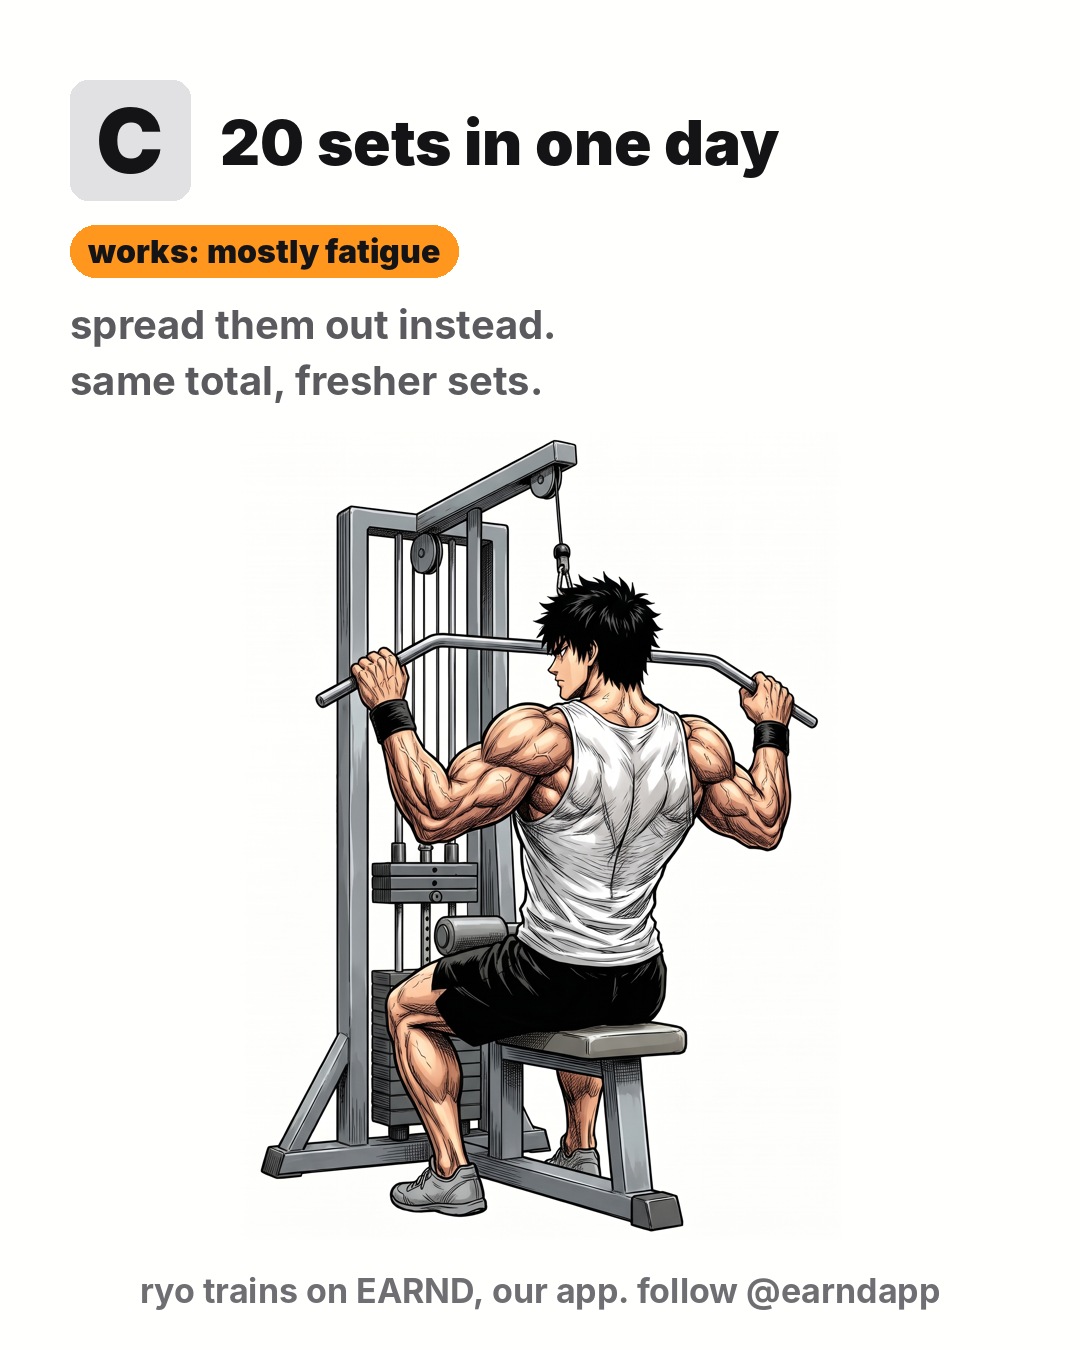 C
20 sets in one day
works: mostly fatigue
spread them out instead.
same total, fresher sets.
ryo trains on EARND, our app. follow @earndapp